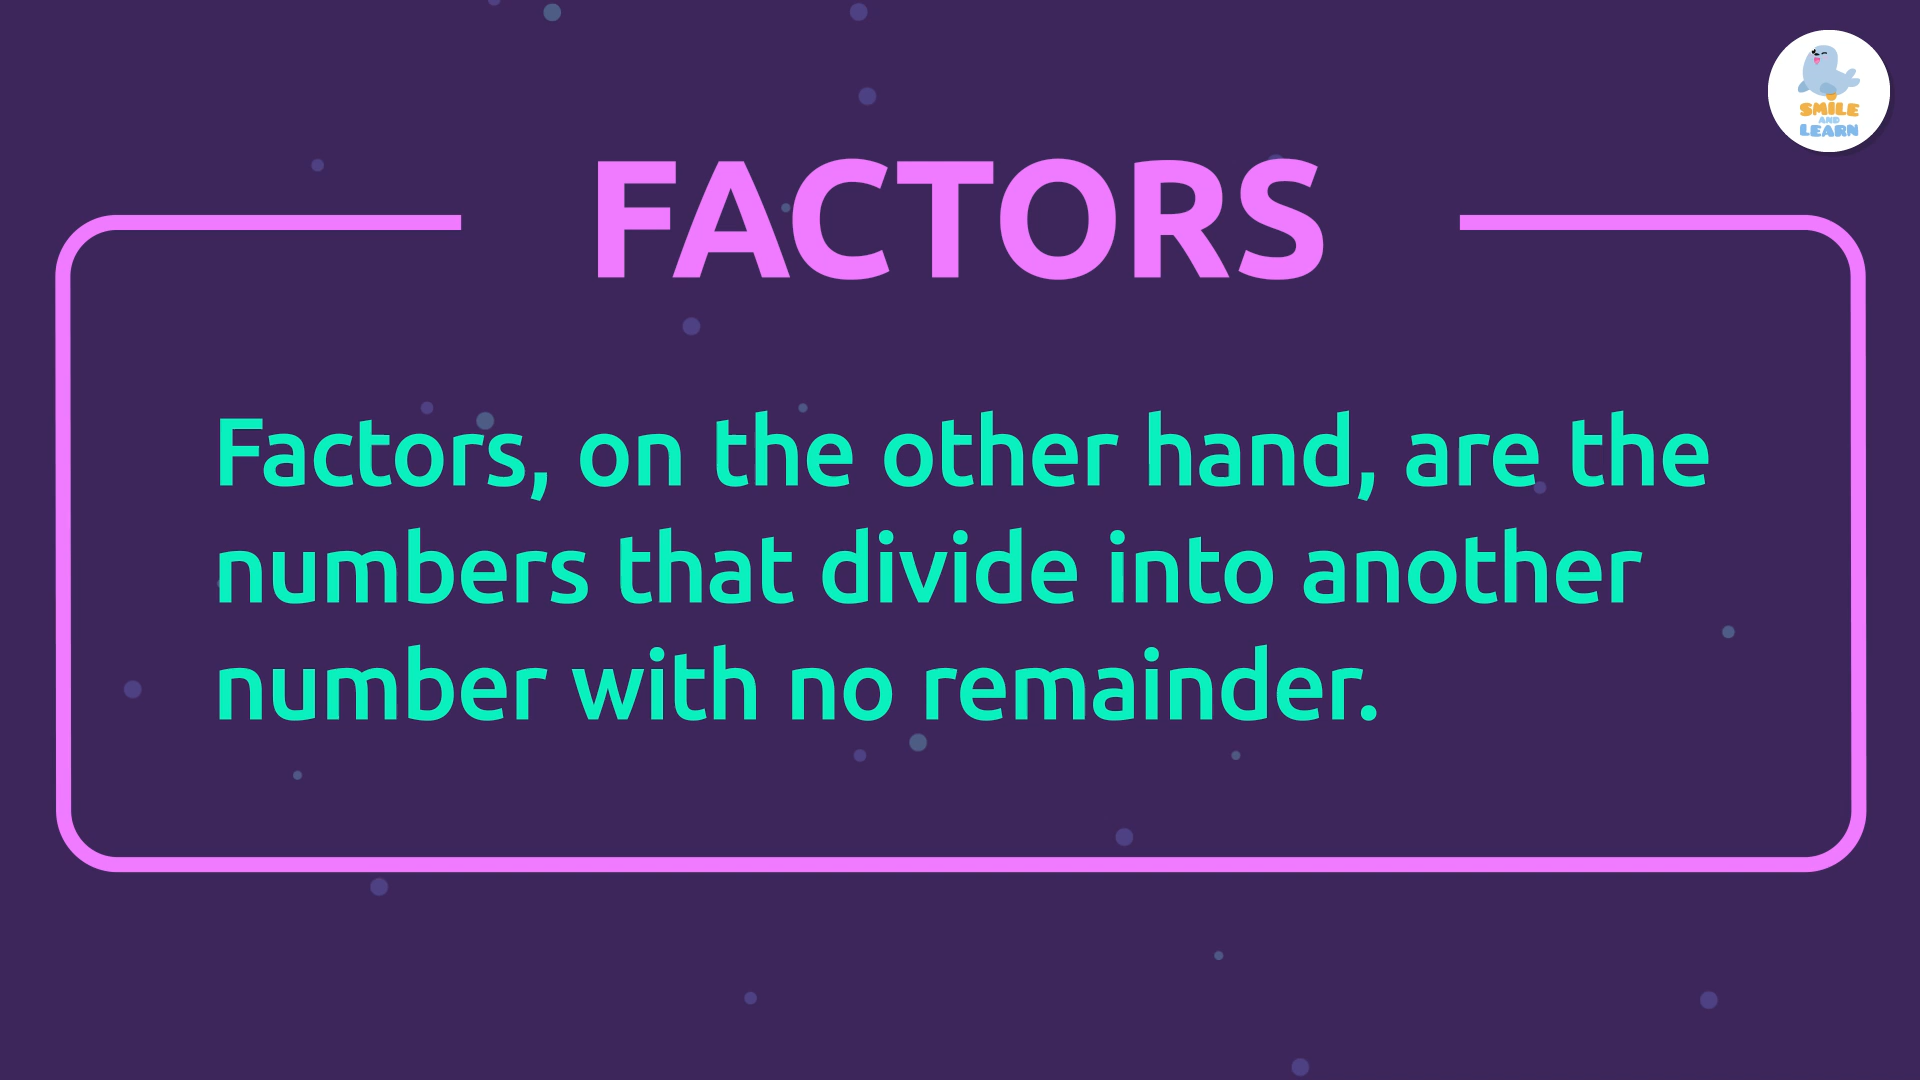 SMILE
AND
LEARN
FACTORS
Factors, on the other hand, are the
numbers that divide into another
number with no remainder.